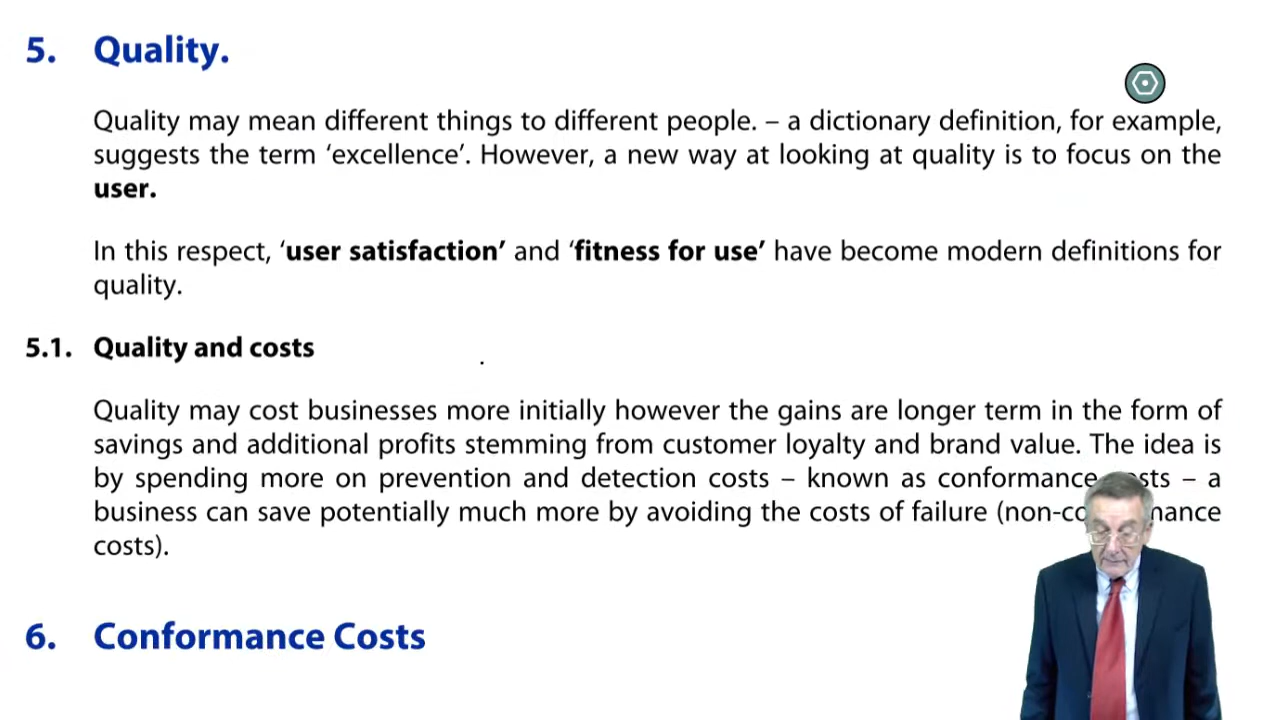 5. Quality.
Quality may mean different things to different people. – a dictionary definition, for example,
suggests the term ‘excellence’. However, a new way at looking at quality is to focus on the
user.
In this respect, ‘user satisfaction’ and ‘fitness for use’ have become modern definitions for
quality.
5.1. Quality and costs
Quality may cost businesses more initially however the gains are longer term in the form of
savings and additional profits stemming from customer loyalty and brand value. The idea is
by spending more on prevention and detection costs – known as conformance costs – a
business can save potentially much more by avoiding the costs of failure (non-conformance
costs).
6. Conformance Costs